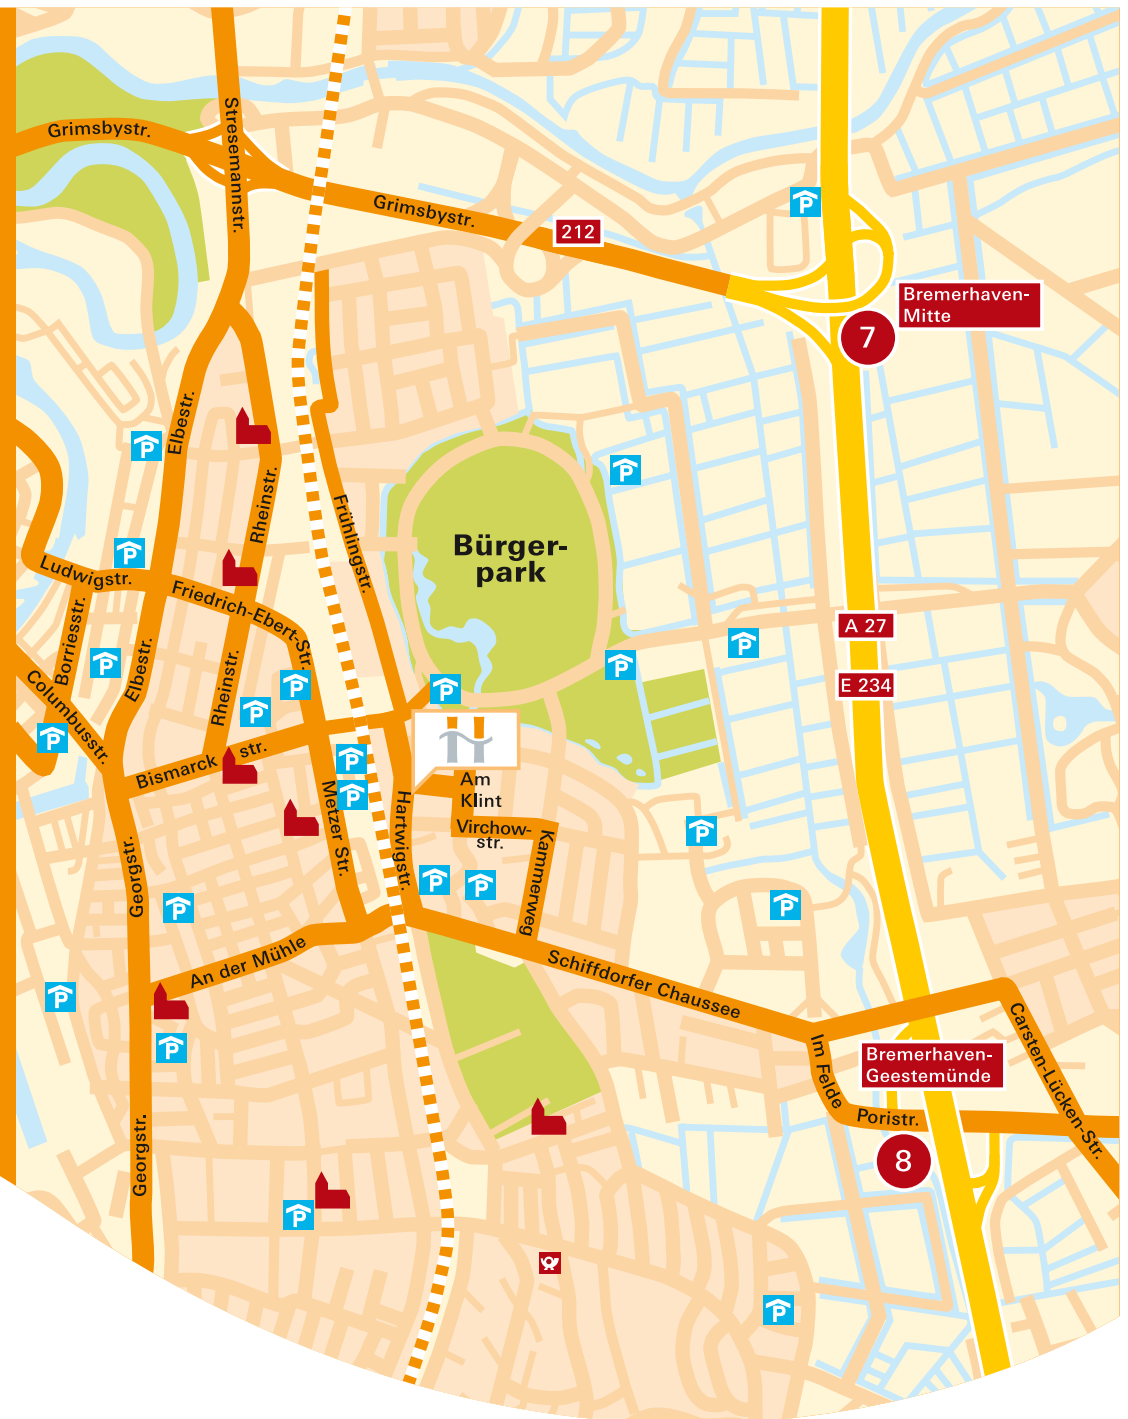 Grimsbystr.
Stresemannstr.
Grimsbystr.
212
P
Bremerhaven-
Mitte
7
Elbestr.
P
Rheinstr.
P
Frühlingstr.
Bürger-
park
P
Ludwigstr.
Friedrich-Ebert-Str.
Borriesstr.
Elbestr.
Rheinstr.
P
P
P
P
P
P
A 27
E 234
Columbusstr.
P
Bismarck str.
P
P
Metzer Str.
Hartwigstr.
Am
Klint
Virchow-
str.
Kammerweg
P
P
P
P
Georgstr.
P
An der Mühle
Schiffdorfer Chaussee
P
P
Im Felde
Bremerhaven-
Geestemünde
Carsten-Lücken-Str.
Poristr.
8
Georgstr.
P
P